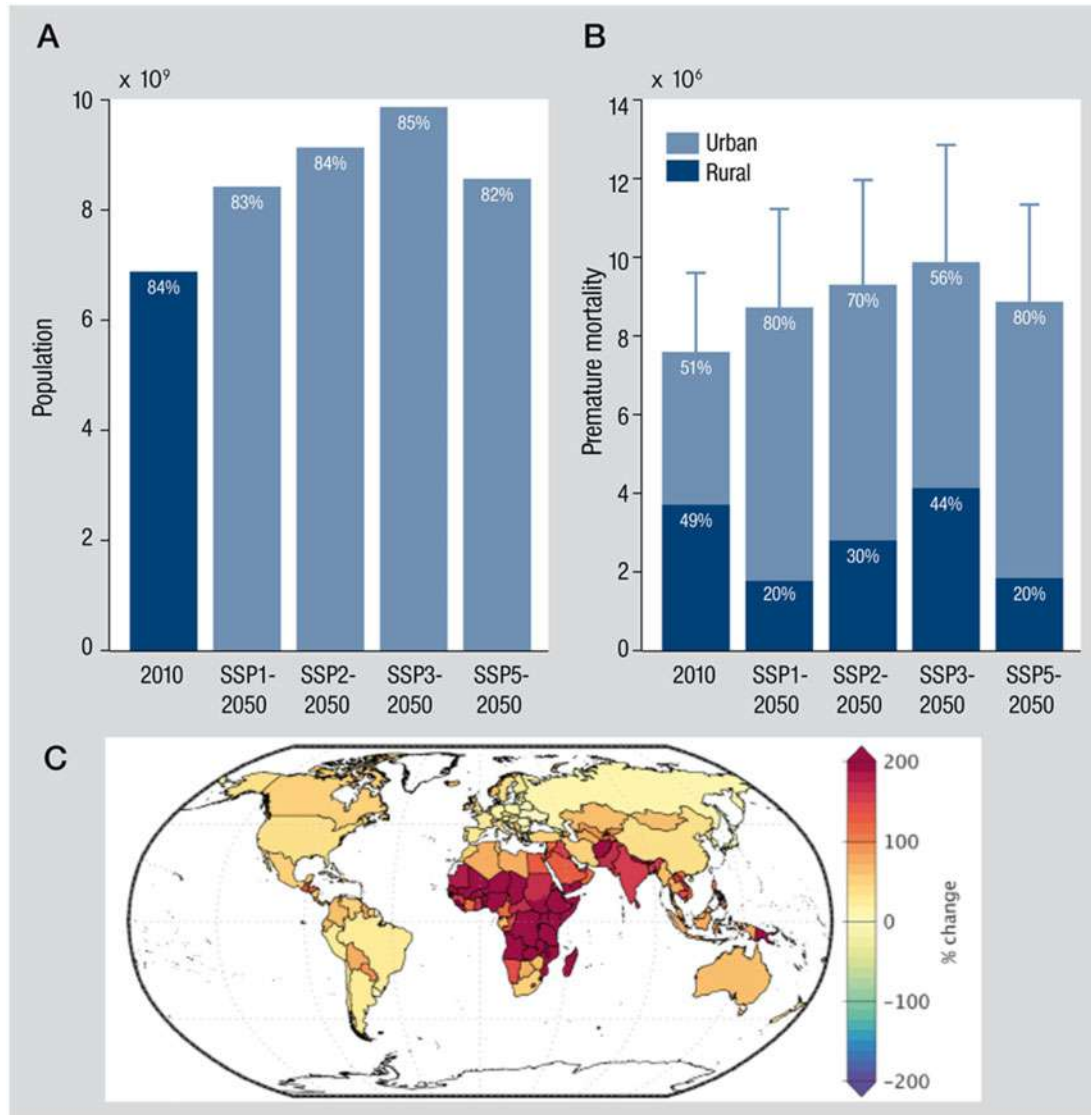 A
x 10⁹
10
8
6
4
2
0
Population
84%
83%
84%
85%
82%
2010
SSP1-
2050
SSP2-
2050
SSP3-
2050
SSP5-
2050
B
x 10⁶
14
12
10
8
6
4
2
0
Premature mortality
Urban
Rural
51%
49%
80%
20%
70%
30%
56%
44%
80%
20%
2010
SSP1-
2050
SSP2-
2050
SSP3-
2050
SSP5-
2050
C
200
100
0
-100
-200
% change